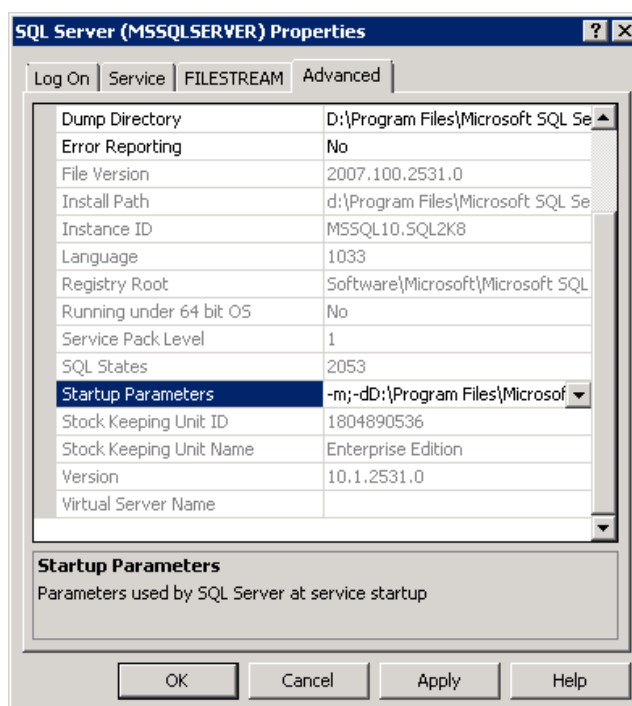 SQL Server (MSSQLSERVER) Properties
Log On Service FILESTREAM Advanced
Dump Directory D:\Program Files\Microsoft SQL Se
Error Reporting No
File Version 2007.100.2531.0
Install Path d:\Program Files\Microsoft SQL Se
Instance ID MSSQL10.SQL2K8
Language 1033
Registry Root Software\Microsoft\Microsoft SQL
Running under 64 bit OS No
Service Pack Level 1
SQL States 2053
Startup Parameters -m;-dD:\Program Files\Microsof
Stock Keeping Unit ID 1804890536
Stock Keeping Unit Name Enterprise Edition
Version 10.1.2531.0
Virtual Server Name
Startup Parameters
Parameters used by SQL Server at service startup
OK Cancel Apply Help